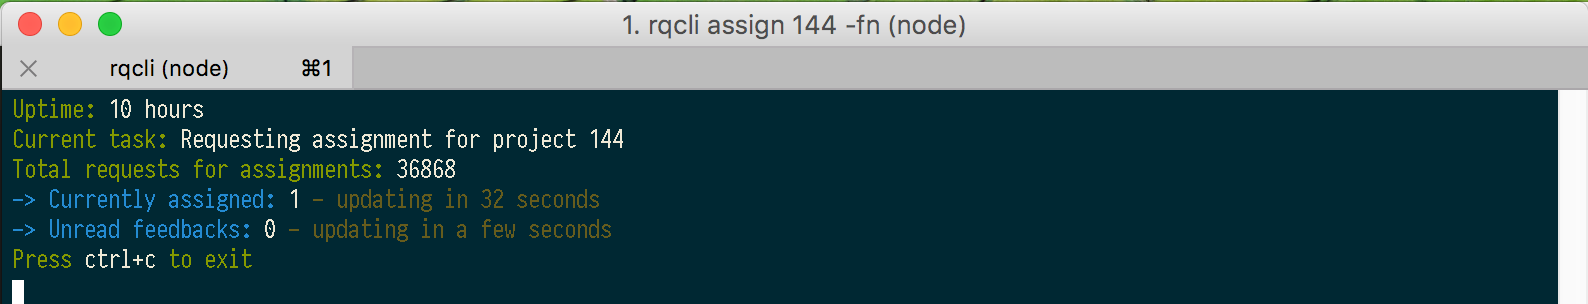 1. rqcli assign 144 -fn (node)
rqcli (node) ⌘1
Uptime: 10 hours
Current task: Requesting assignment for project 144
Total requests for assignments: 36868
-> Currently assigned: 1 - updating in 32 seconds
-> Unread feedbacks: 0 - updating in a few seconds
Press ctrl+c to exit